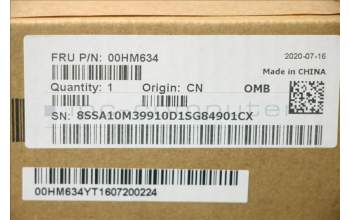 FRU P/N: 00HM634
2020-07-16
Made in CHINA
Quantity: 1 Origin: CN OMB
SN: 8SSA10M39910D1SG84901CX
00HM634YT1607200224